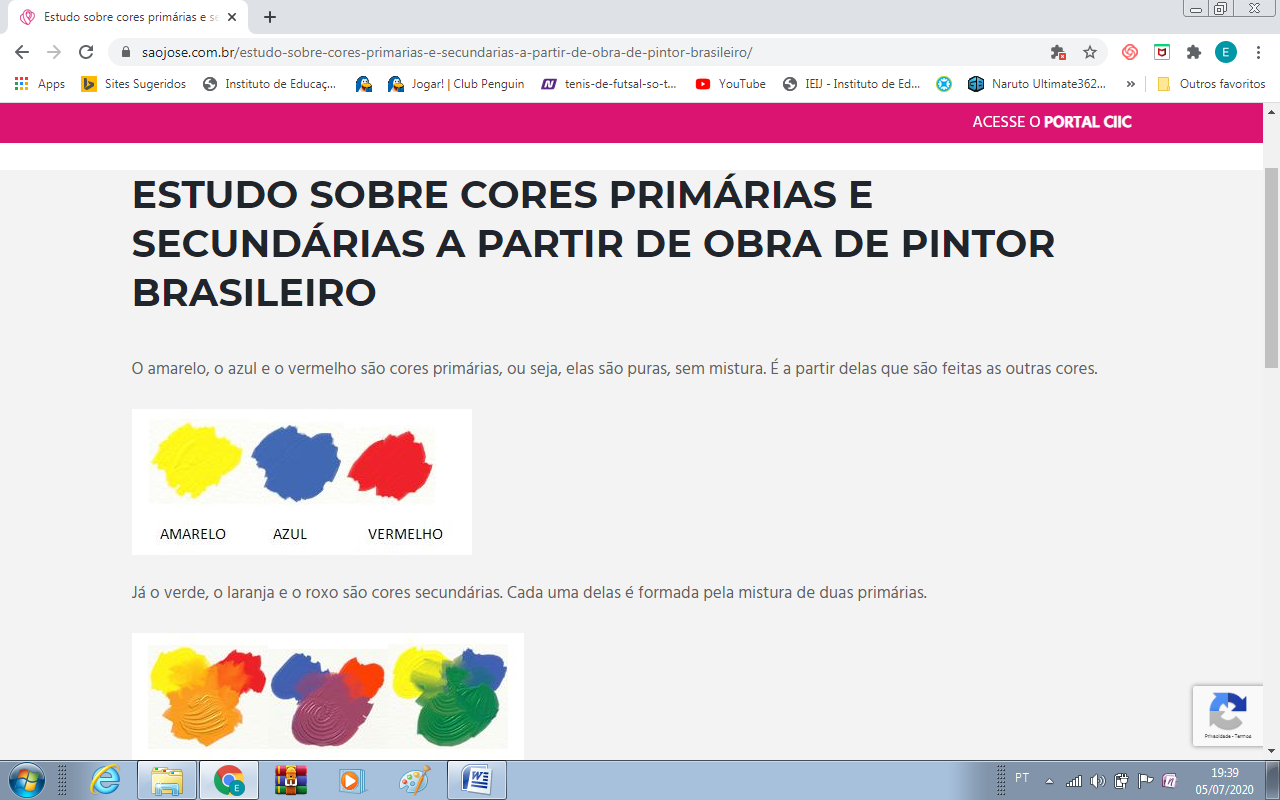 Estudo sobre cores primárias e se
saojose.com.br/estudo-sobre-cores-primarias-e-secundarias-a-partir-de-obra-de-pintor-brasileiro/
E
Apps
Sites Sugeridos
Instituto de Educaç...
Jogar! | Club Penguin
tenis-de-futsal-so-t...
YouTube
IEIJ - Instituto de Ed...
Naruto Ultimate362...
»
Outros favoritos
ACESSE O PORTAL CIIC
ESTUDO SOBRE CORES PRIMÁRIAS E
SECUNDÁRIAS A PARTIR DE OBRA DE PINTOR
BRASILEIRO
O amarelo, o azul e o vermelho são cores primárias, ou seja, elas são puras, sem mistura. É a partir delas que são feitas as outras cores.
AMARELO AZUL VERMELHO
Já o verde, o laranja e o roxo são cores secundárias. Cada uma delas é formada pela mistura de duas primárias.
Privacidade - Termos
PT
19:39
05/07/2020